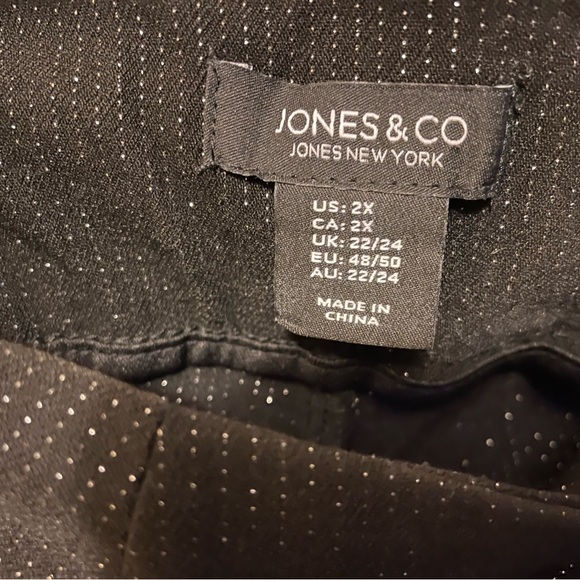 JONES & CO
JONES NEW YORK
US: 2X
CA: 2X
UK: 22/24
EU: 48/50
AU: 22/24
MADE IN
CHINA